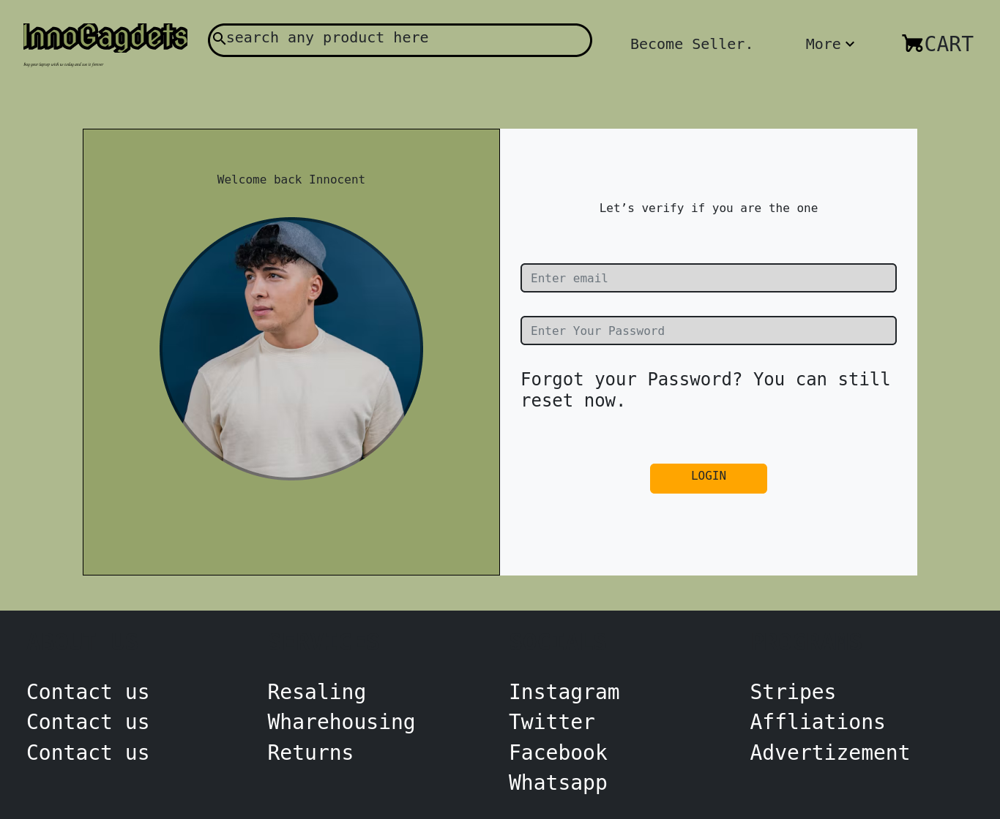 InnoGagdets
search any product here
Become Seller.
More
CART
buy your laptop with us today and use it forever
Welcome back Innocent
Let’s verify if you are the one
Enter email
Enter Your Password
Forgot your Password? You can still
reset now.
LOGIN
Contact us
Contact us
Contact us
Resaling
Wharehousing
Returns
Instagram
Twitter
Facebook
Whatsapp
Stripes
Affliations
Advertizement